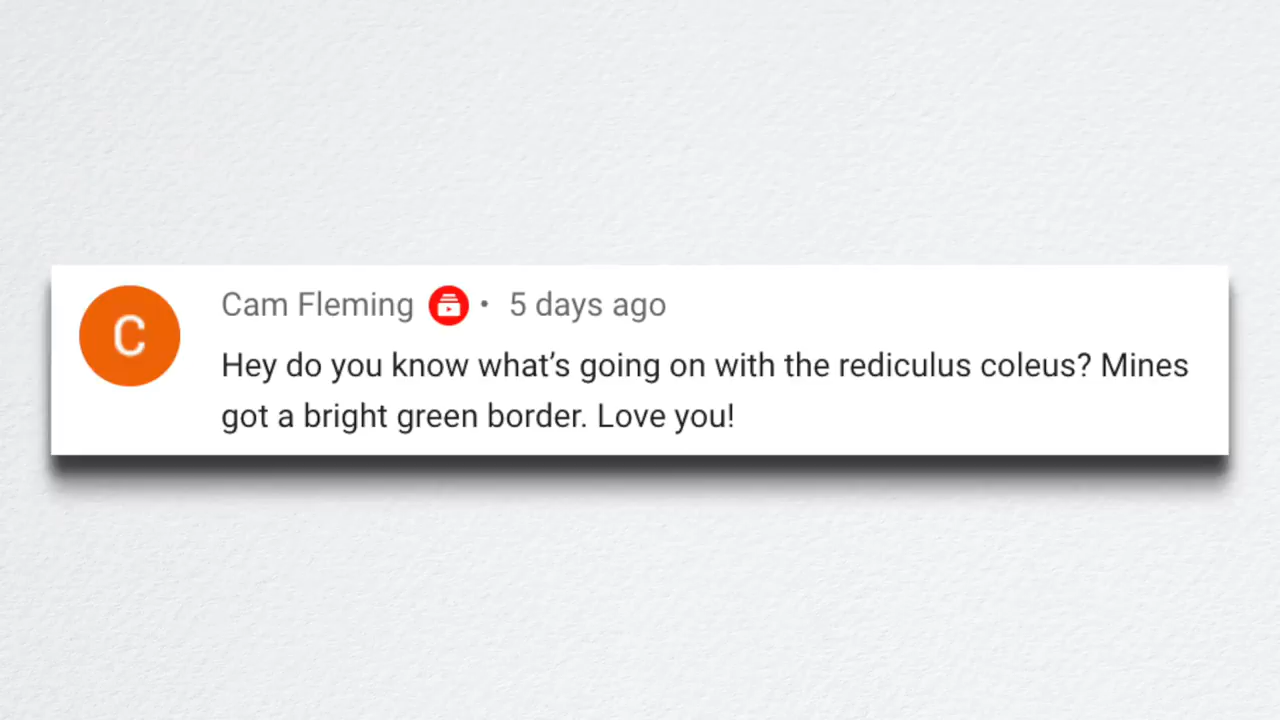 C
Cam Fleming • 5 days ago
Hey do you know what’s going on with the rediculus coleus? Mines
got a bright green border. Love you!